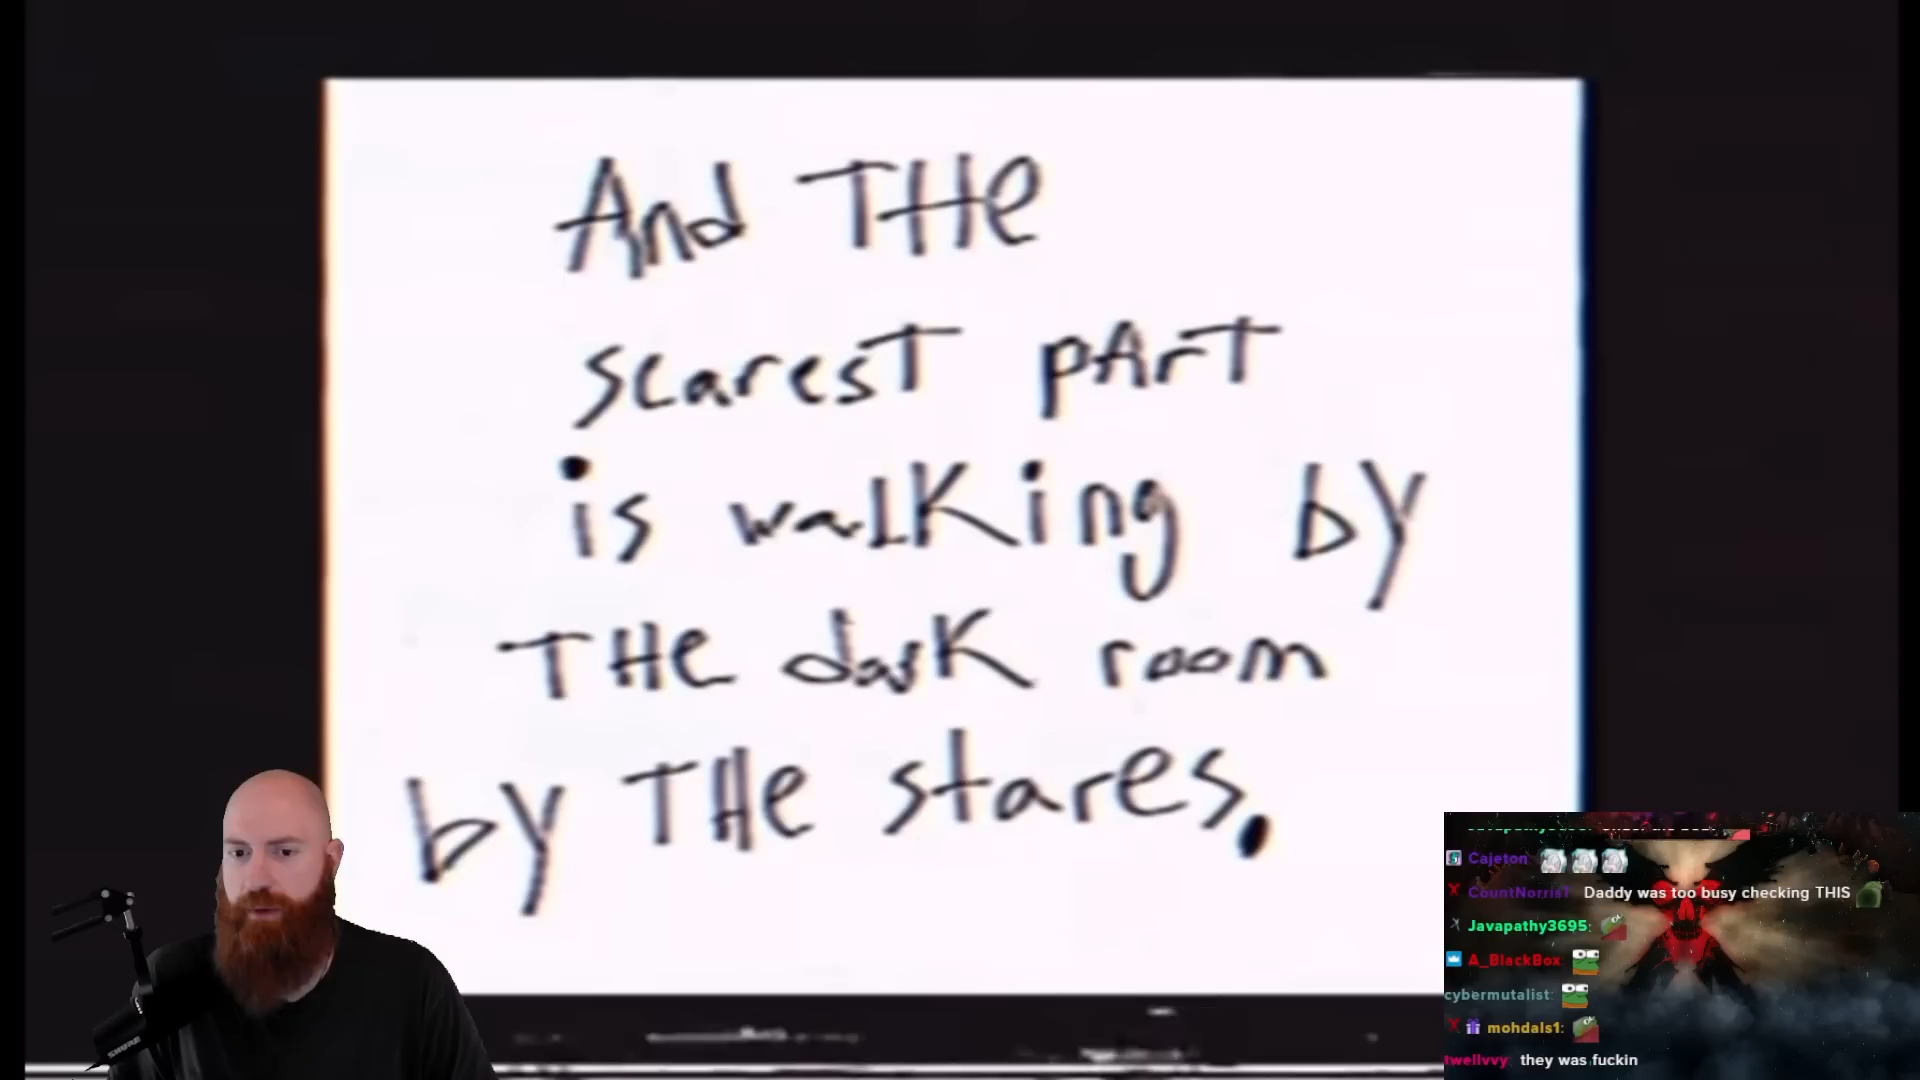 And THe
scarest pArT
is walKing by
THe darK room
by THe stares.
Cajeton
CountNorris1 Daddy was too busy checking THIS
Javapathy3695:
A_BlackBox:
cybermutalist:
mohdals1:
twellvvy: they was fuckin
SHURE